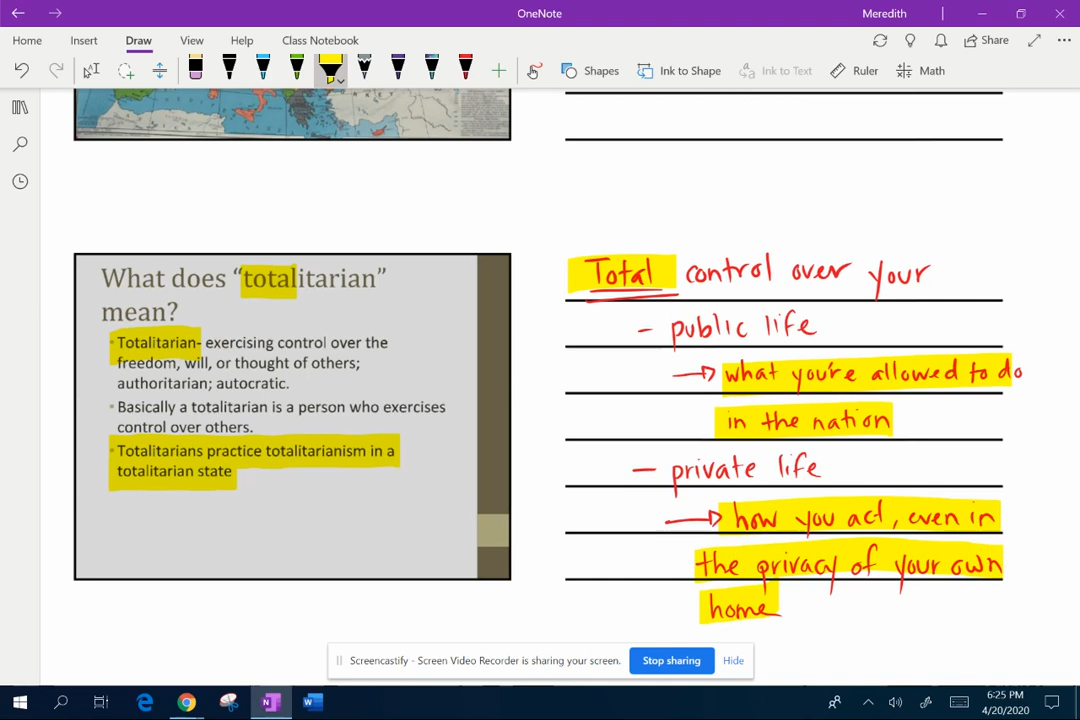 OneNote
Meredith
Home Insert Draw View Help Class Notebook
Share
Shapes Ink to Shape Ink to Text Ruler Math
What does "totalitarian"
mean?
Totalitarian- exercising control over the
freedom, will, or thought of others;
authoritarian; autocratic.
Basically a totalitarian is a person who exercises
control over others.
Totalitarians practice totalitarianism in a
totalitarian state
Total control over your
- public life
→ what you're allowed to do
in the nation
- private life
→ how you act, even in
the privacy of your own
home
Screencastify - Screen Video Recorder is sharing your screen. Stop sharing Hide
6:25 PM
4/20/2020